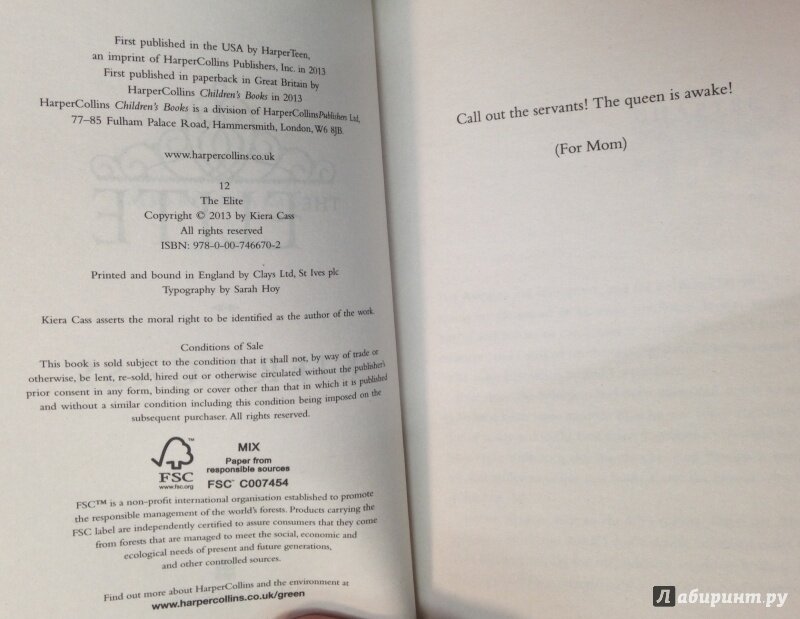 First published in the USA by HarperTeen,
an imprint of HarperCollins Publishers, Inc. in 2013
First published in paperback in Great Britain by
HarperCollins Children's Books in 2013
HarperCollins Children's Books is a division of HarperCollinsPublishers Ltd,
77–85 Fulham Palace Road, Hammersmith, London, W6 8JB
www.harpercollins.co.uk
12
The Elite
Copyright © 2013 by Kiera Cass
All rights reserved
ISBN: 978-0-00-746670-2
Printed and bound in England by Clays Ltd, St Ives plc
Typography by Sarah Hoy
Kiera Cass asserts the moral right to be identified as the author of the work
Conditions of Sale
This book is sold subject to the condition that it shall not, by way of trade or
otherwise, be lent, re-sold, hired out or otherwise circulated without the publisher's
prior consent in any form, binding or cover other than that in which it is published
and without a similar condition including this condition being imposed on the
subsequent purchaser. All rights reserved.
FSC
www.fsc.org
MIX
Paper from
responsible sources
FSC™ C007454
FSC™ is a non-profit international organisation established to promote
the responsible management of the world's forests. Products carrying the
FSC label are independently certified to assure consumers that they come
from forests that are managed to meet the social, economic and
ecological needs of present and future generations,
and other controlled sources.
Find out more about HarperCollins and the environment at
www.harpercollins.co.uk/green
Call out the servants! The queen is awake!
(For Mom)
Лабиринт.ру